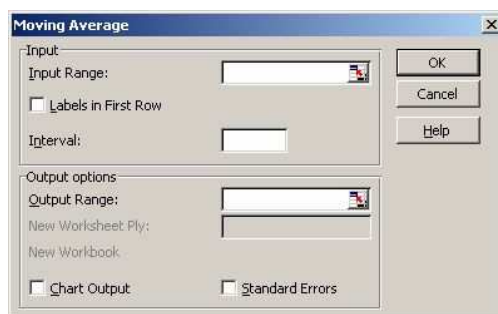 Moving Average
Input
Input Range:
Labels in First Row
Interval:
OK
Cancel
Help
Output options
Output Range:
New Worksheet Ply:
New Workbook
Chart Output
Standard Errors